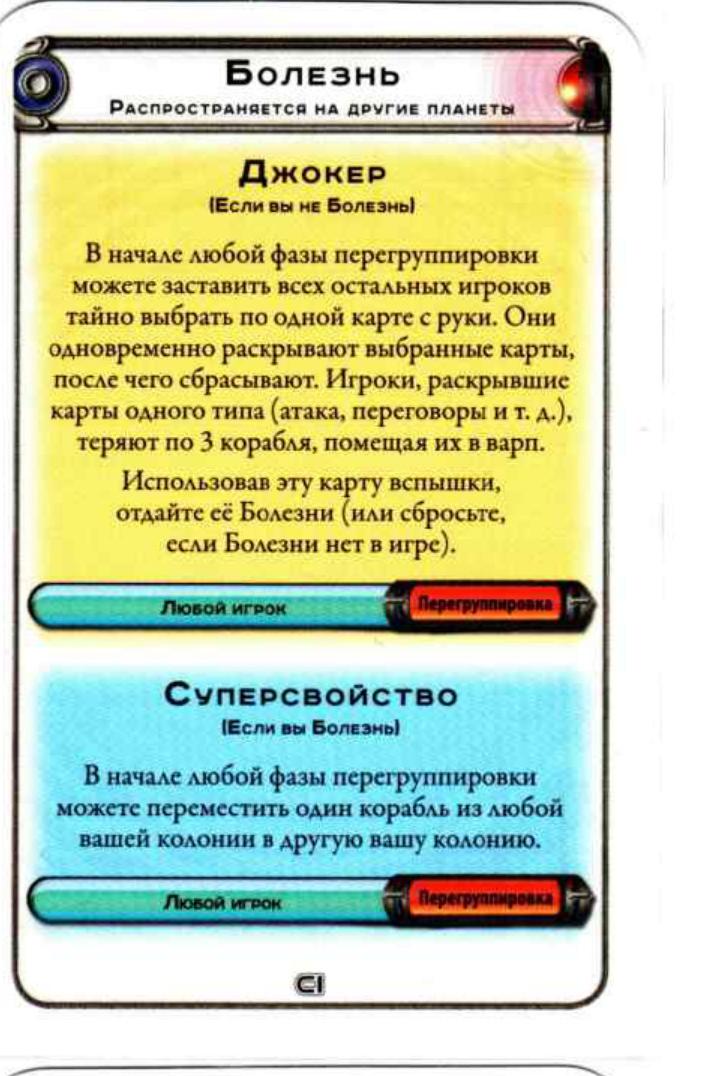 Болезнь
Распространяется на другие планеты
Джокер
(Если вы не Болезнь)
В начале любой фазы перегруппировки
можете заставить всех остальных игроков
тайно выбрать по одной карте с руки. Они
одновременно раскрывают выбранные карты,
после чего сбрасывают. Игроки, раскрывшие
карты одного типа (атака, переговоры и т. д.),
теряют по 3 корабля, помещая их в варп.
Использовав эту карту вспышки,
отдайте её Болезни (или сбросьте,
если Болезни нет в игре).
Любой игрок Перегруппировка
Суперсвойство
(Если вы Болезнь)
В начале любой фазы перегруппировки
можете переместить один корабль из любой
вашей колонии в другую вашу колонию.
Любой игрок Перегруппировка
CI